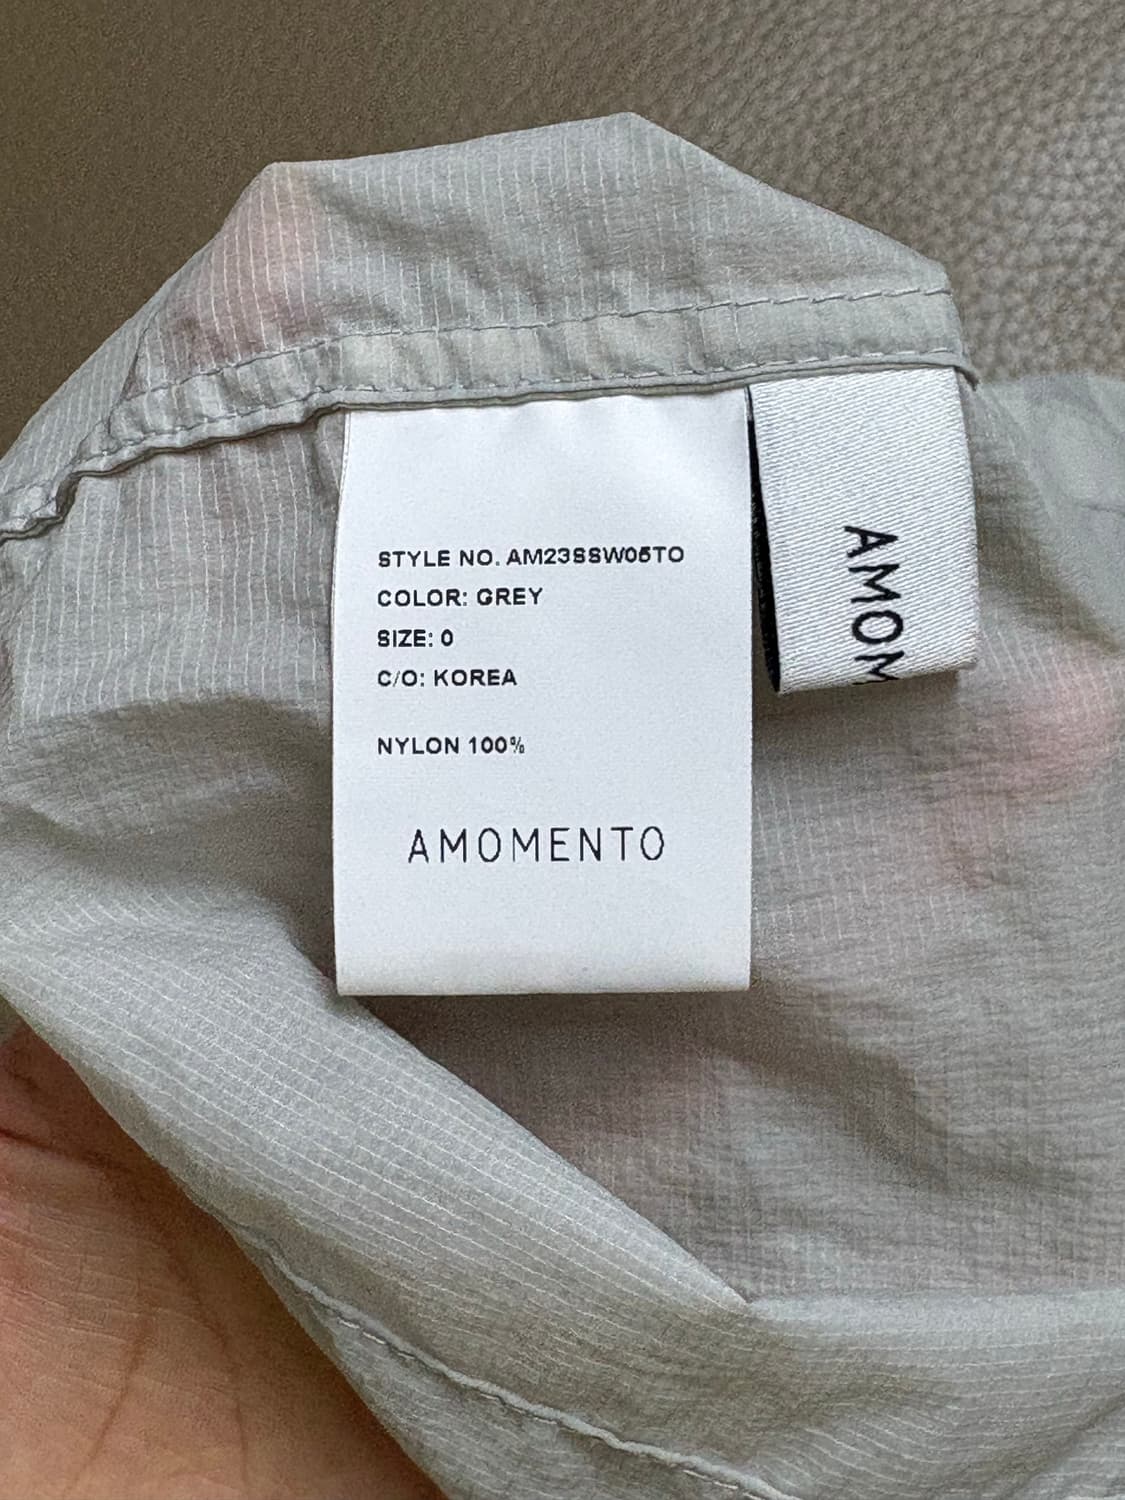 STYLE NO. AM23SSW05TO
COLOR: GREY
SIZE: 0
C/O: KOREA
NYLON 100%
AMOMENTO
AMOM